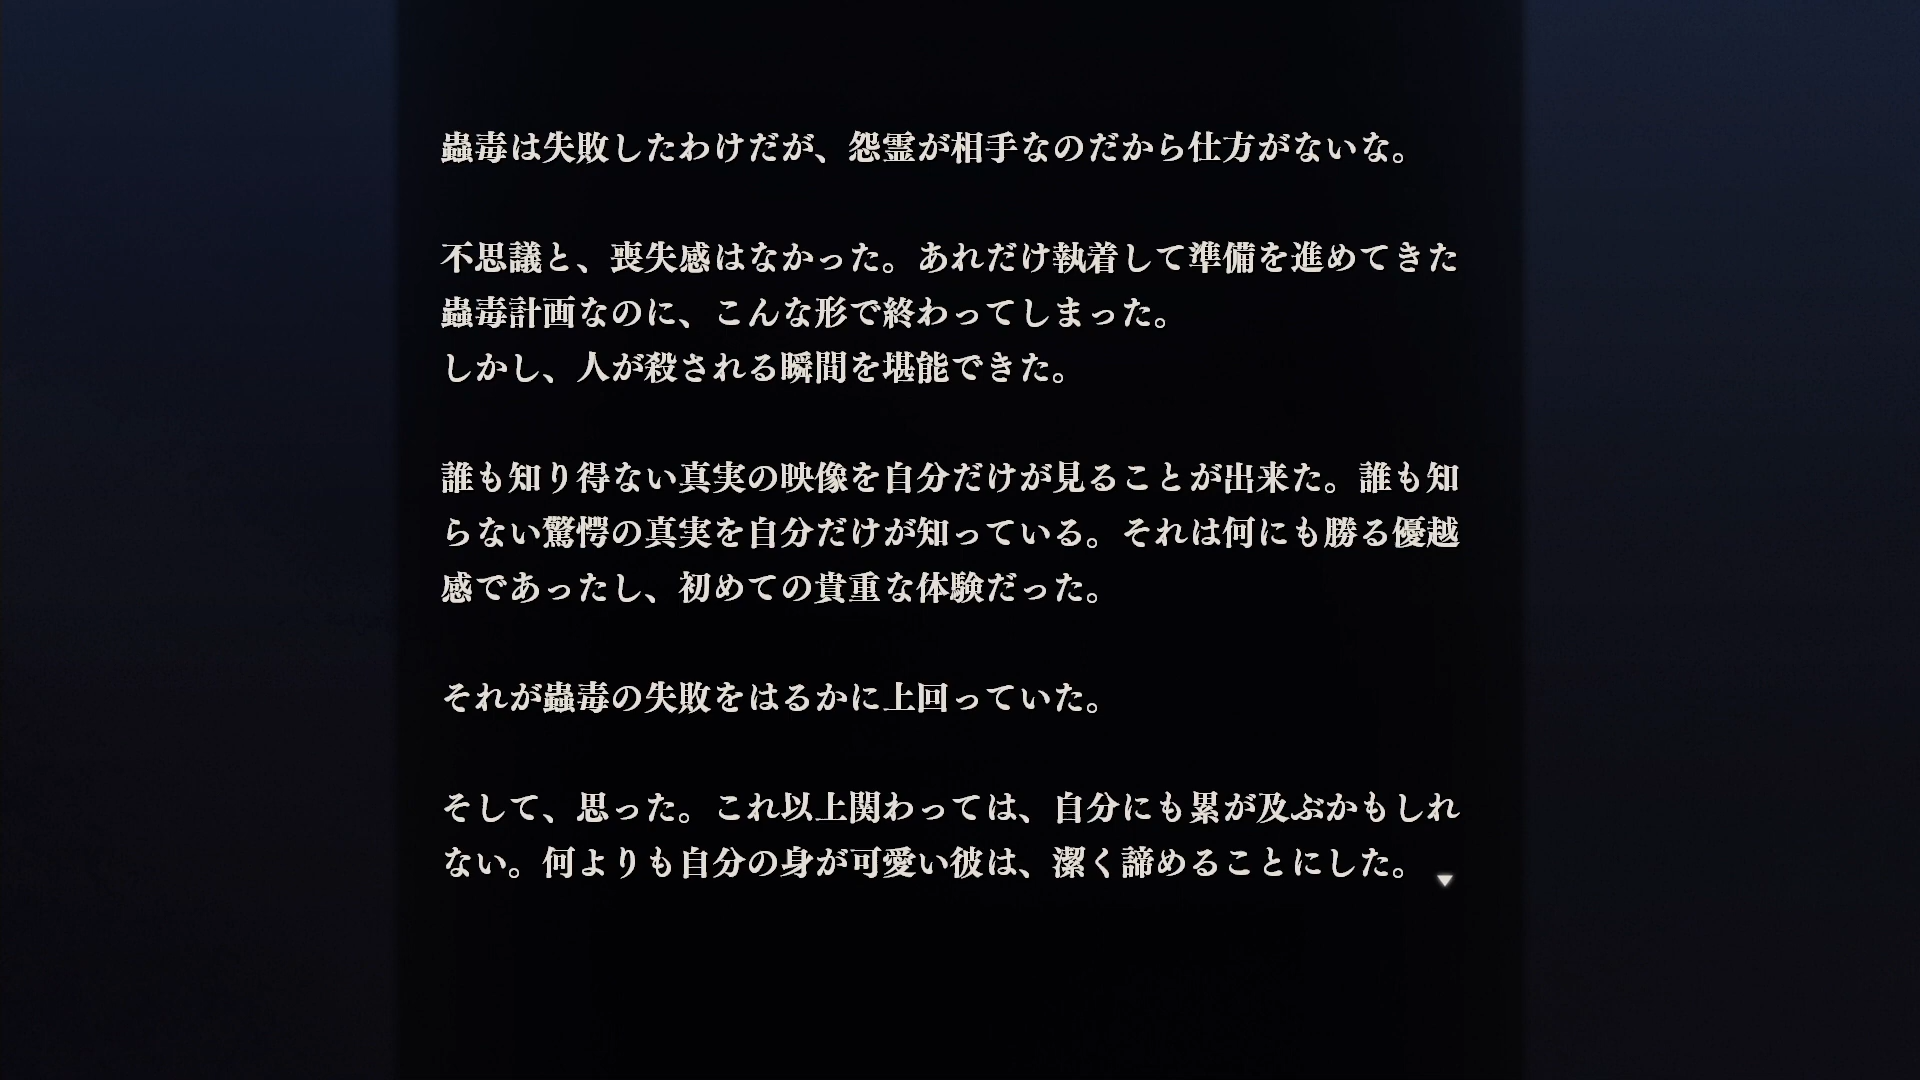 蟲毒は失敗したわけだが、怨霊が相手なのだから仕方がないな。
不思議と、喪失感はなかった。あれだけ執着して準備を進めてきた
蟲毒計画なのに、こんな形で終わってしまった。
しかし、人が殺される瞬間を堪能できた。
誰も知り得ない真実の映像を自分だけが見ることが出来た。誰も知
らない驚愕の真実を自分だけが知っている。それは何にも勝る優越
感であったし、初めての貴重な体験だった。
それが蟲毒の失敗をはるかに上回っていた。
そして、思った。これ以上関わっては、自分にも累が及ぶかもしれ
ない。何よりも自分の身が可愛い彼は、潔く諦めることにした。